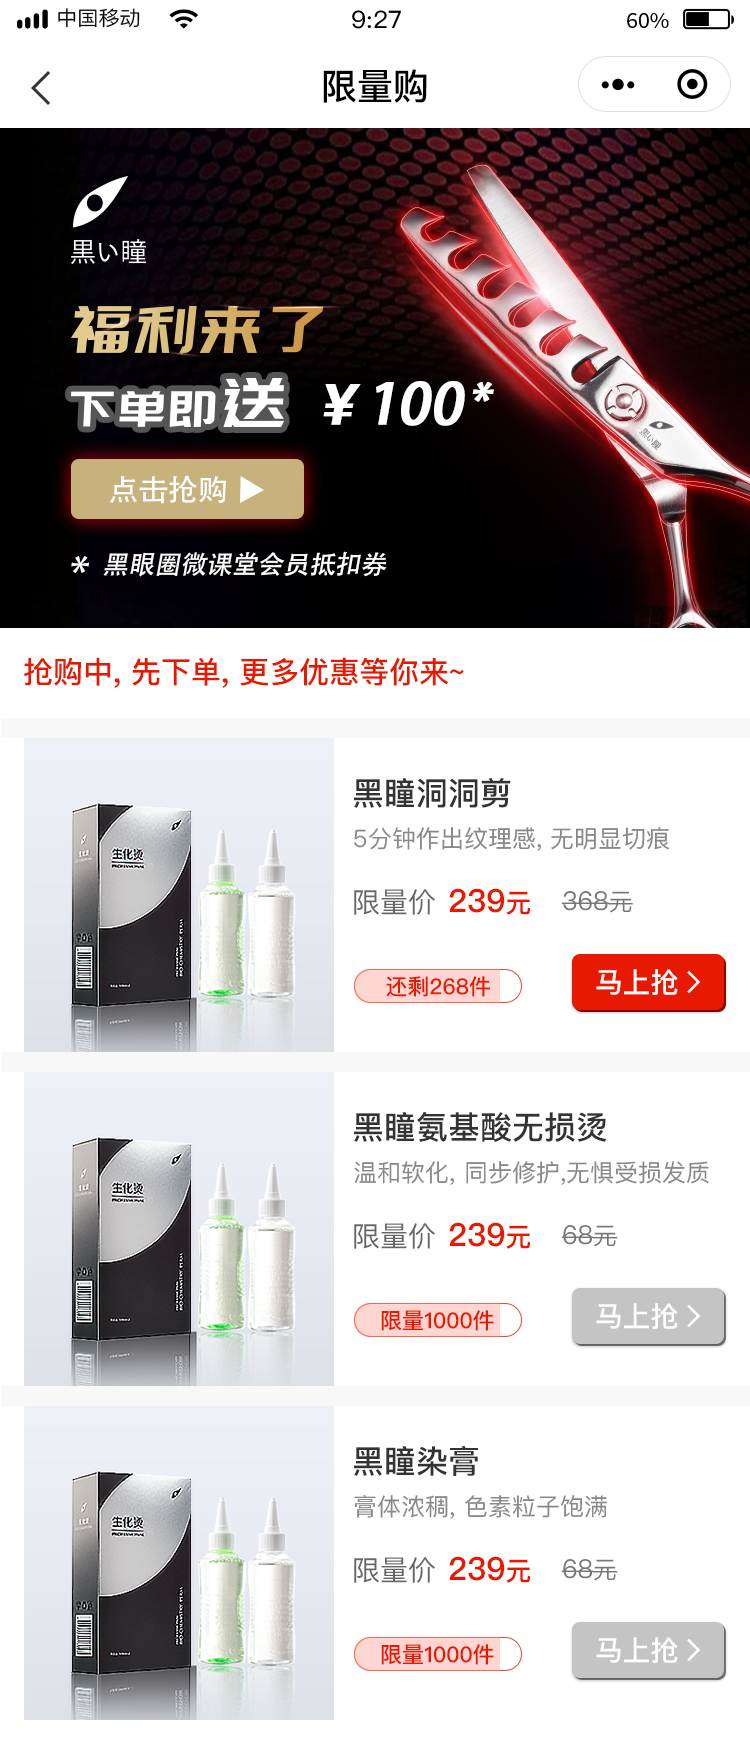 中国移动
9:27
60%
限量购
黒い瞳
福利来了
下单即送 ¥100*
点击抢购
* 黑眼圈微课堂会员抵扣券
黒い瞳
抢购中, 先下单, 更多优惠等你来~
生化烫
PROFESSIONAL
黑瞳洞洞剪
5分钟作出纹理感, 无明显切痕
限量价 239元 368元
还剩268件
马上抢
生化烫
PROFESSIONAL
黑瞳氨基酸无损烫
温和软化, 同步修护,无惧受损发质
限量价 239元 68元
限量1000件
马上抢
生化烫
PROFESSIONAL
黑瞳染膏
膏体浓稠, 色素粒子饱满
限量价 239元 68元
限量1000件
马上抢